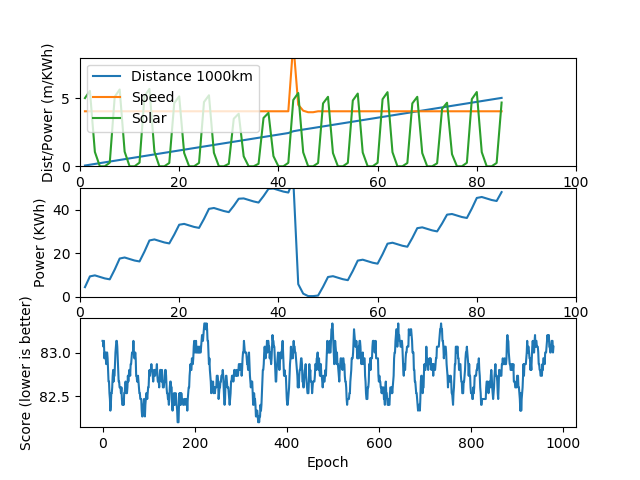 Dist/Power (m/KWh)
5
0
Distance 1000km
Speed
Solar
0 20 40 60 80 100
Power (KWh)
40
20
0
0 20 40 60 80 100
Score (lower is better)
83.0
82.5
0 200 400 600 800 1000
Epoch